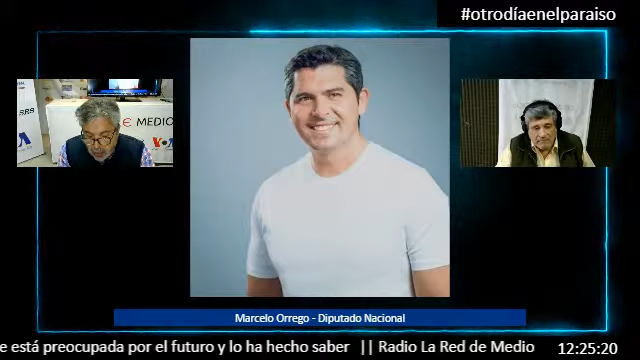 #otrodíaenelparaiso
MEDIO
Marcelo Orrego - Diputado Nacional
e está preocupada por el futuro y lo ha hecho saber || Radio La Red de Medio
12:25:20